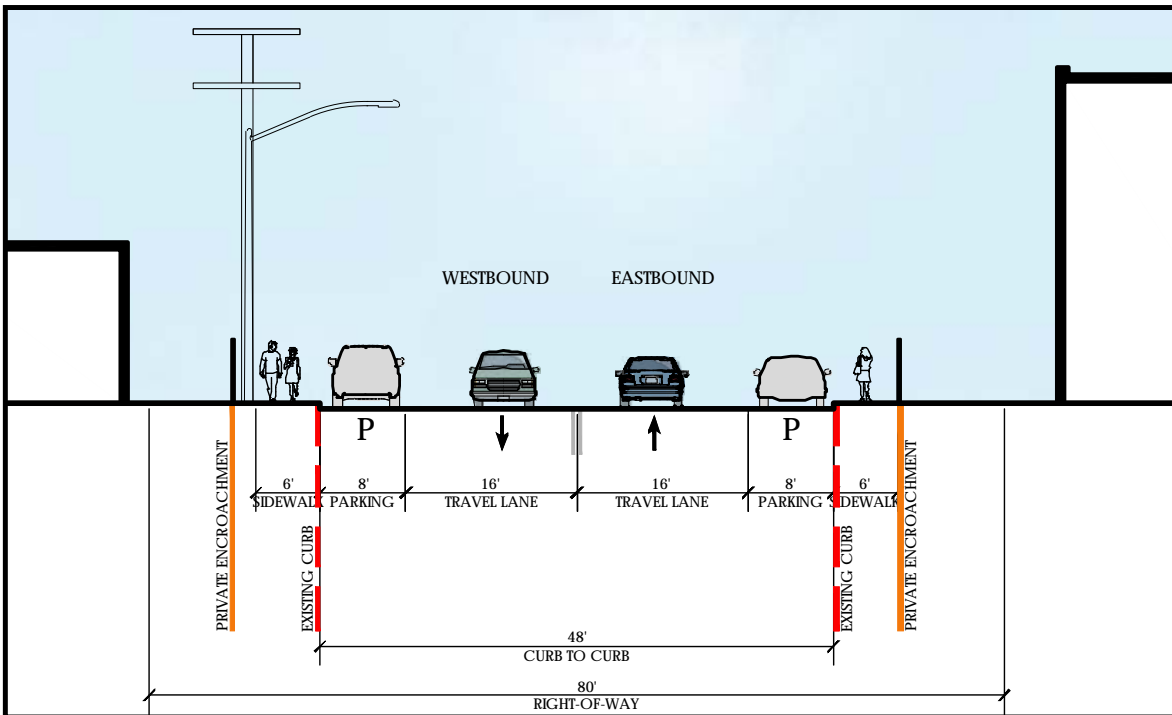 WESTBOUND
EASTBOUND
P
P
6'
8'
16'
16'
8'
6'
SIDEWALK
PARKING
TRAVEL LANE
TRAVEL LANE
PARKING
SIDEWALK
PRIVATE ENCROACHMENT
EXISTING CURB
EXISTING CURB
PRIVATE ENCROACHMENT
48'
CURB TO CURB
80'
RIGHT-OF-WAY